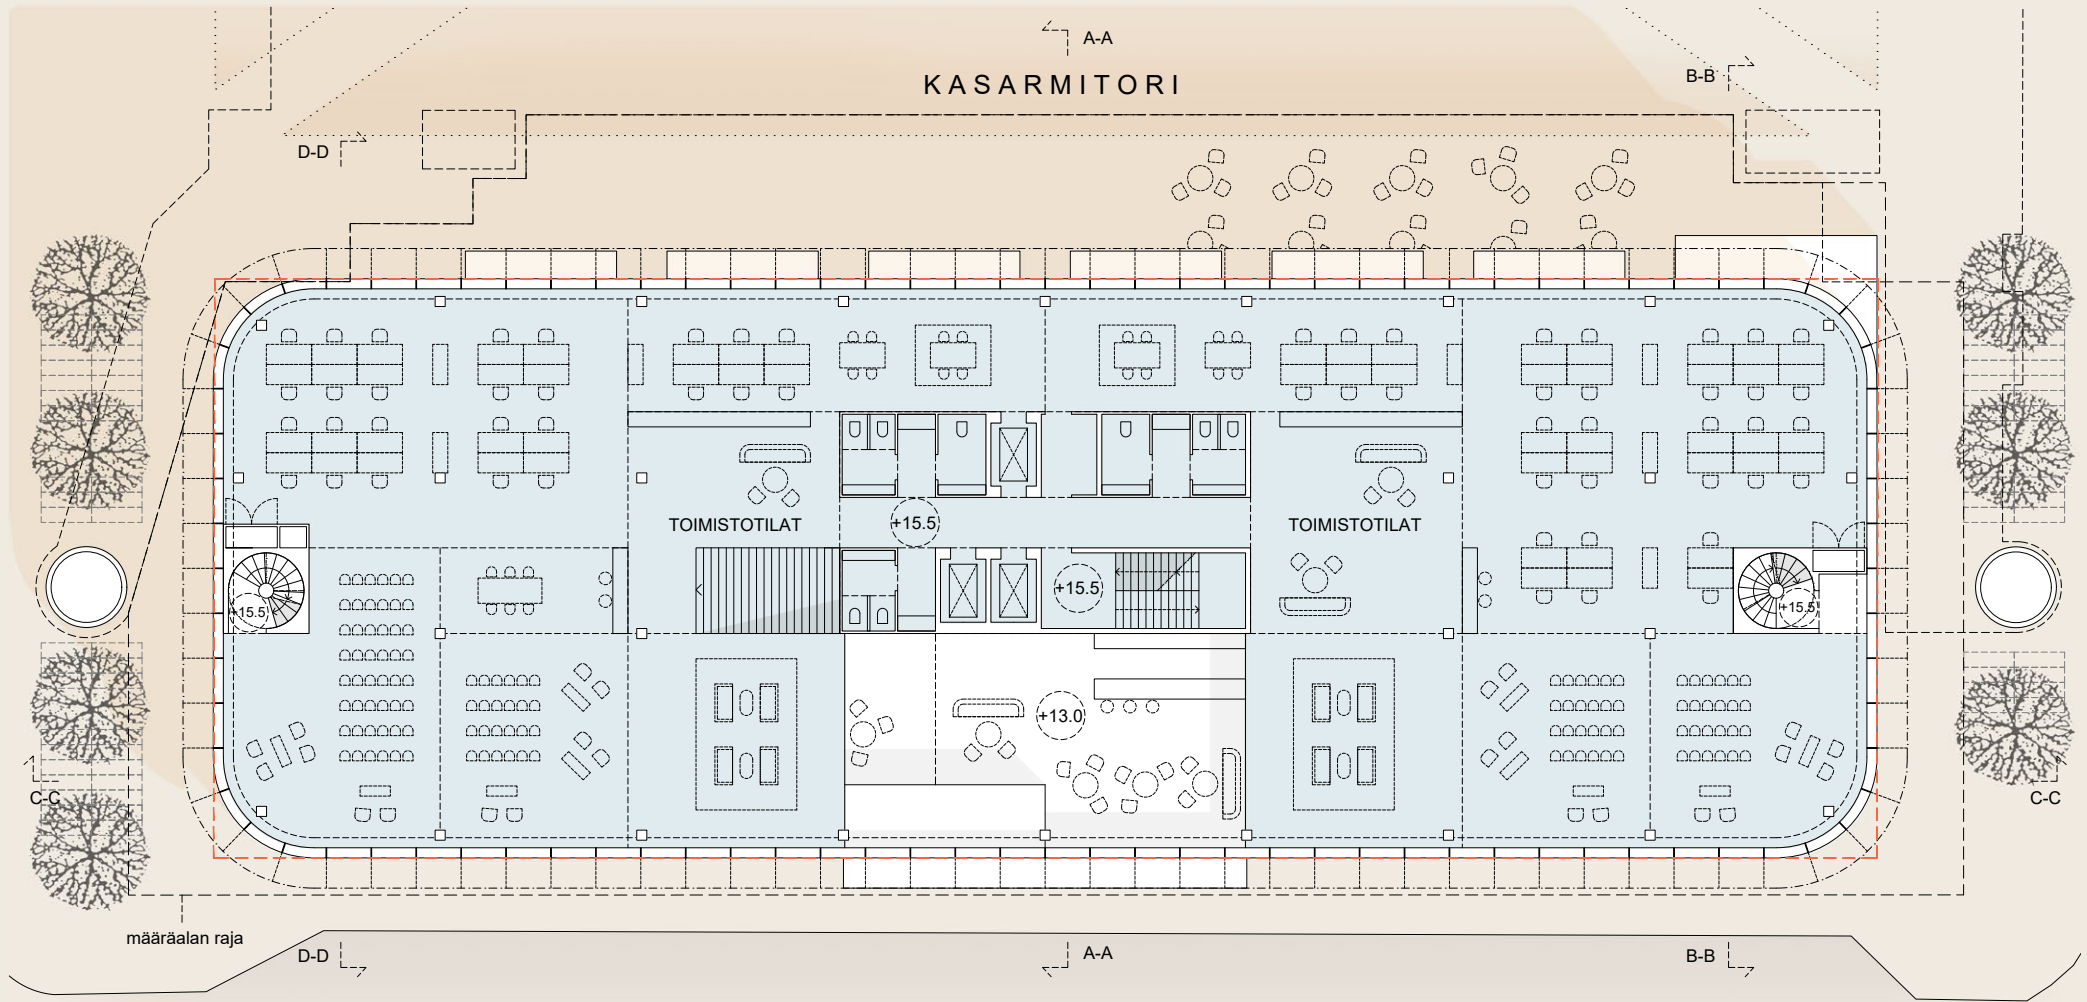 A-A
B-B
KASARMITORI
D-D
TOIMISTOTILAT
+15.5
TOIMISTOTILAT
+15.5
+15.5
+15.5
+13.0
C-C
C-C
määräalan raja
D-D
A-A
B-B